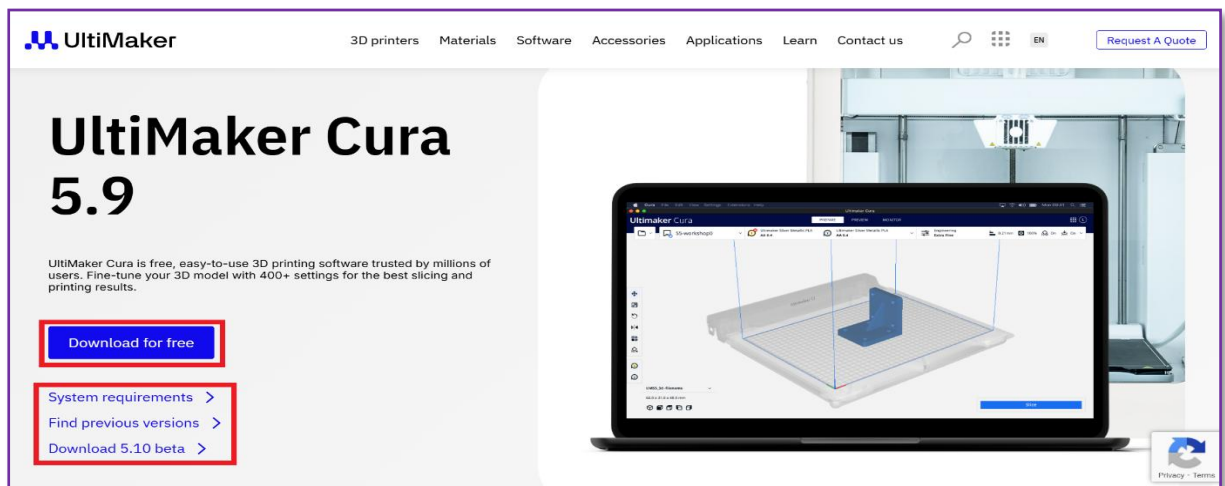 UltiMaker
3D printers Materials Software Accessories Applications Learn Contact us EN Request A Quote
UltiMaker Cura
5.9
UltiMaker Cura is free, easy-to-use 3D printing software trusted by millions of
users. Fine-tune your 3D model with 400+ settings for the best slicing and
printing results.
Download for free
System requirements
Find previous versions
Download 5.10 beta
Ultimaker Cura
PREPARE PREVIEW MONITOR
Privacy - Terms